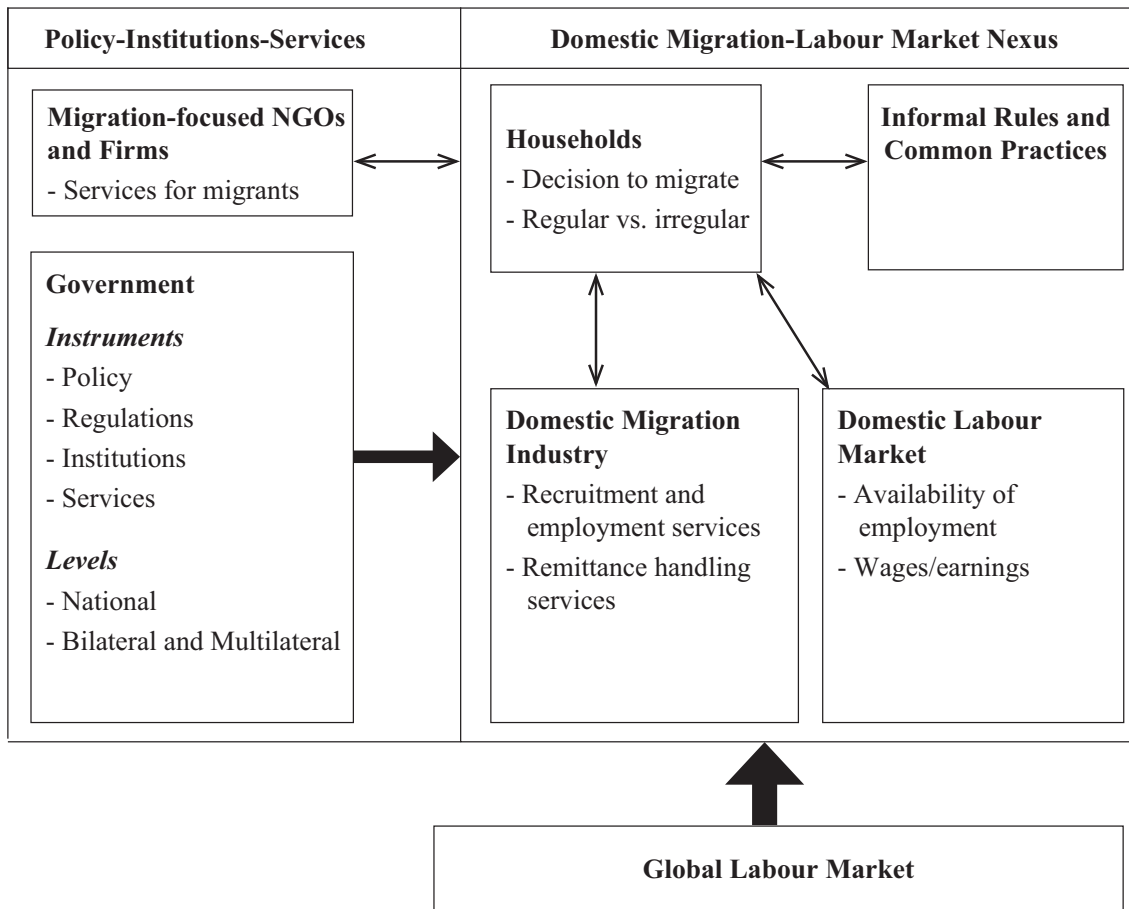 Policy-Institutions-Services
Domestic Migration-Labour Market Nexus
Migration-focused NGOs
and Firms
- Services for migrants
Government
Instruments
- Policy
- Regulations
- Institutions
- Services
Levels
- National
- Bilateral and Multilateral
Households
- Decision to migrate
- Regular vs. irregular
Informal Rules and
Common Practices
Domestic Migration
Industry
- Recruitment and
employment services
- Remittance handling
services
Domestic Labour
Market
- Availability of
employment
- Wages/earnings
Global Labour Market